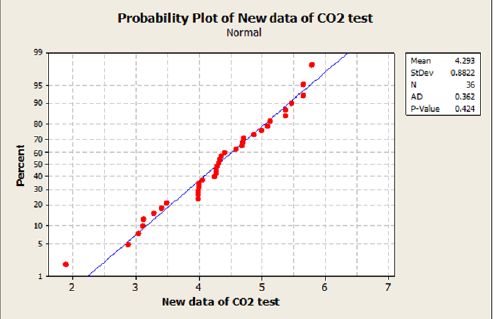 Probability Plot of New data of CO2 test
Normal
99
95
90
80
70
60
50
40
30
20
10
5
1
Percent
2 3 4 5 6 7
New data of CO2 test
Mean 4.293
StDev 0.8822
N 36
AD 0.362
P-Value 0.424